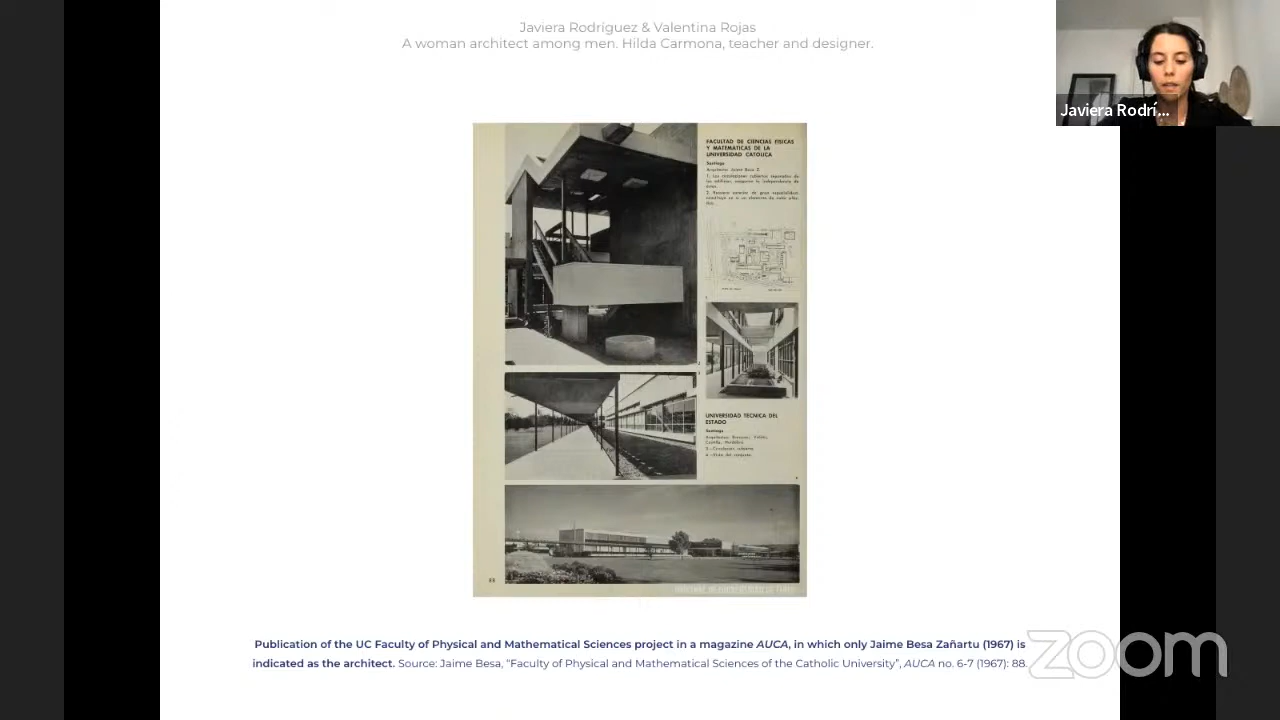 Javiera Rodríguez & Valentina Rojas
A woman architect among men. Hilda Carmona, teacher and designer.
Javiera Rodrí...
FACULTAD DE CIENCIAS FISICAS
Y MATEMATICAS DE LA
UNIVERSIDAD CATOLICA
Santiago
Arquitecto: Jaime Besa Z.
UNIVERSIDAD TECNICA DEL
ESTADO
Santiago
Publication of the UC Faculty of Physical and Mathematical Sciences project in a magazine AUCA, in which only Jaime Besa Zañartu (1967) is
indicated as the architect. Source: Jaime Besa, "Faculty of Physical and Mathematical Sciences of the Catholic University", AUCA no. 6-7 (1967): 88.
zoom